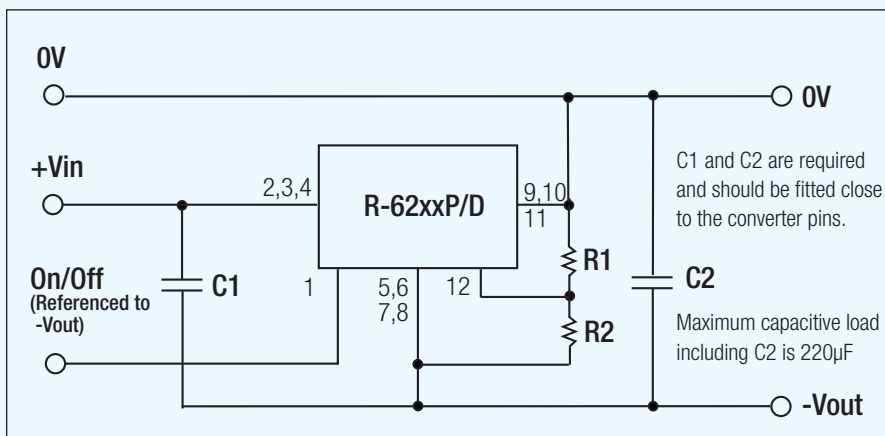 0V
0V
+Vin
2,3,4
R-62xxP/D
9,10
11
C1 and C2 are required
and should be fitted close
to the converter pins.
On/Off
(Referenced to
-Vout)
C1
1
5,6
7,8
12
R1
R2
C2
Maximum capacitive load
including C2 is 220µF
-Vout